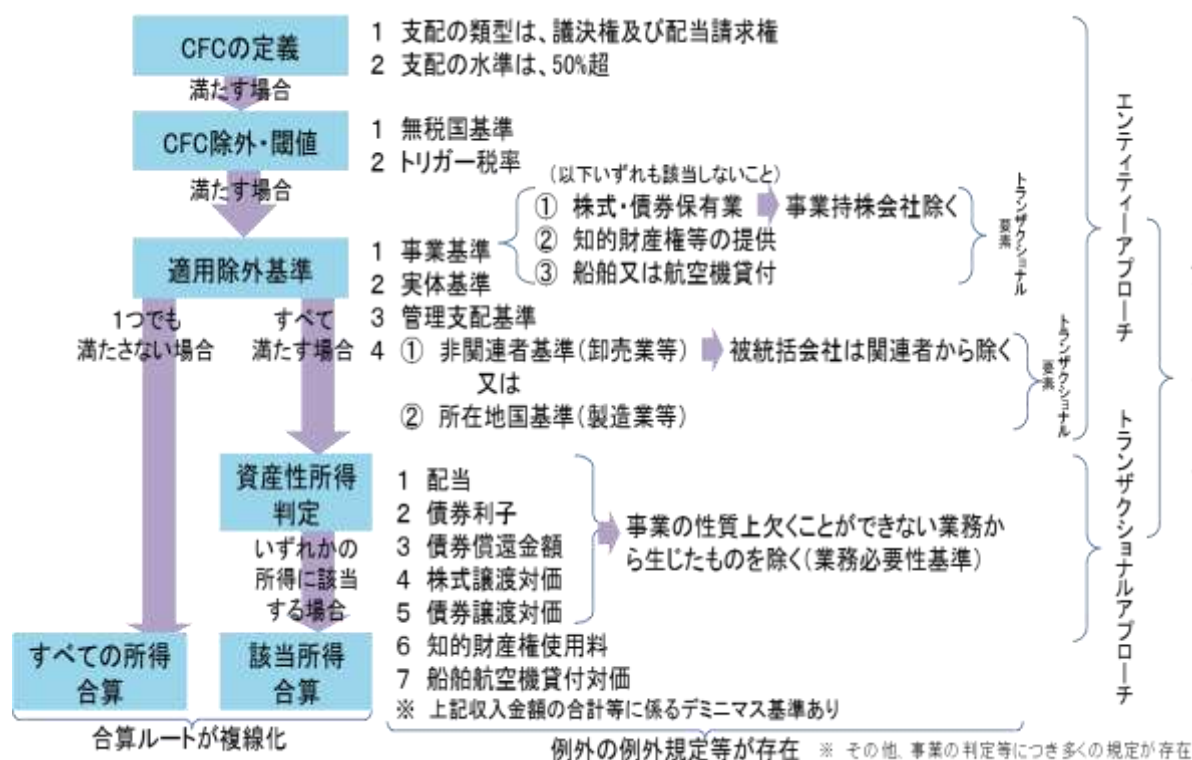 CFCの定義
1 支配の類型は、議決権及び配当請求権
2 支配の水準は、50%超
満たす場合
CFC除外・閾値
1 無税国基準
2 トリガー税率
満たす場合
(以下いずれも該当しないこと)
① 株式・債券保有業
事業持株会社除く
② 知的財産権等の提供
③ 船舶又は航空機貸付
トランザクショナル
要素
適用除外基準
1 事業基準
2 実体基準
3 管理支配基準
4 ① 非関連者基準(卸売業等)
被統括会社は関連者から除く
又は
② 所在地国基準(製造業等)
トランザクショナル
要素
エンティティーアプローチ
1つでも
満たさない場合
すべて
満たす場合
資産性所得
判定
1 配当
2 債券利子
3 債券償還金額
4 株式譲渡対価
5 債券譲渡対価
事業の性質上欠くことができない業務か
ら生じたものを除く(業務必要性基準)
6 知的財産権使用料
7 船舶航空機貸付対価
※ 上記収入金額の合計等に係るデミニマス基準あり
トランザクショナルアプローチ
いずれかの
所得に該当
する場合
すべての所得
合算
該当所得
合算
合算ルートが複線化
例外の例外規定等が存在
※ その他、事業の判定等につき多くの規定が存在